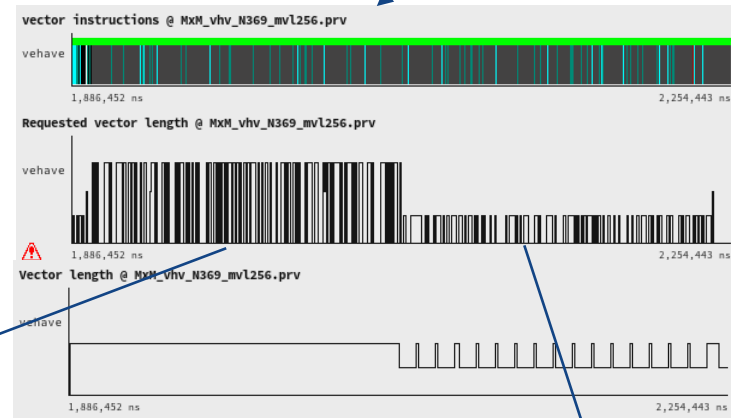 vector instructions @ MxM_vhv_N369_mvl256.prv
vehave
1,886,452 ns 2,254,443 ns
Requested vector length @ MxM_vhv_N369_mvl256.prv
vehave
1,886,452 ns 2,254,443 ns
Vector length @ MxM_vhv_N369_mvl256.prv
vehave
1,886,452 ns 2,254,443 ns